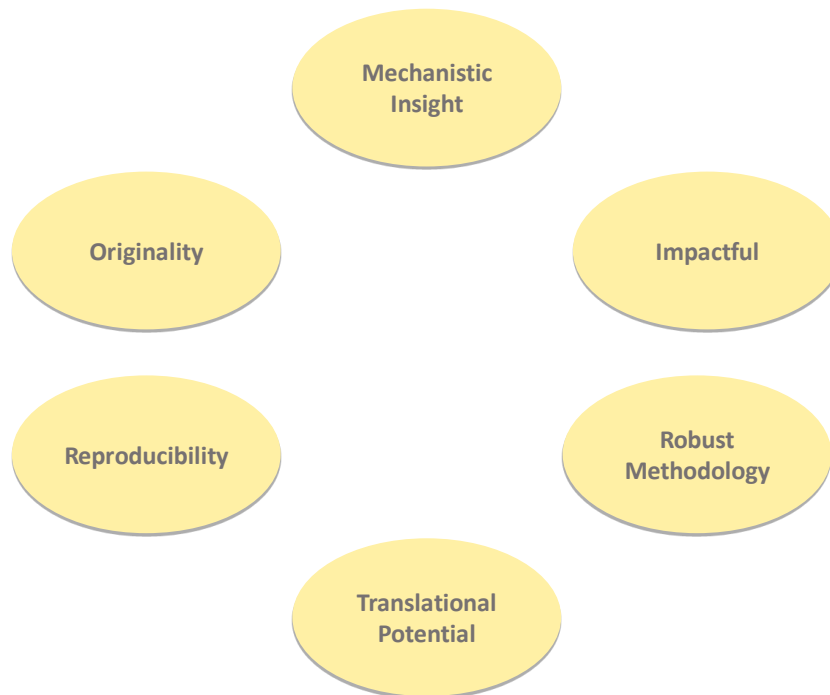 Mechanistic
Insight
Originality
Impactful
Reproducibility
Robust
Methodology
Translational
Potential